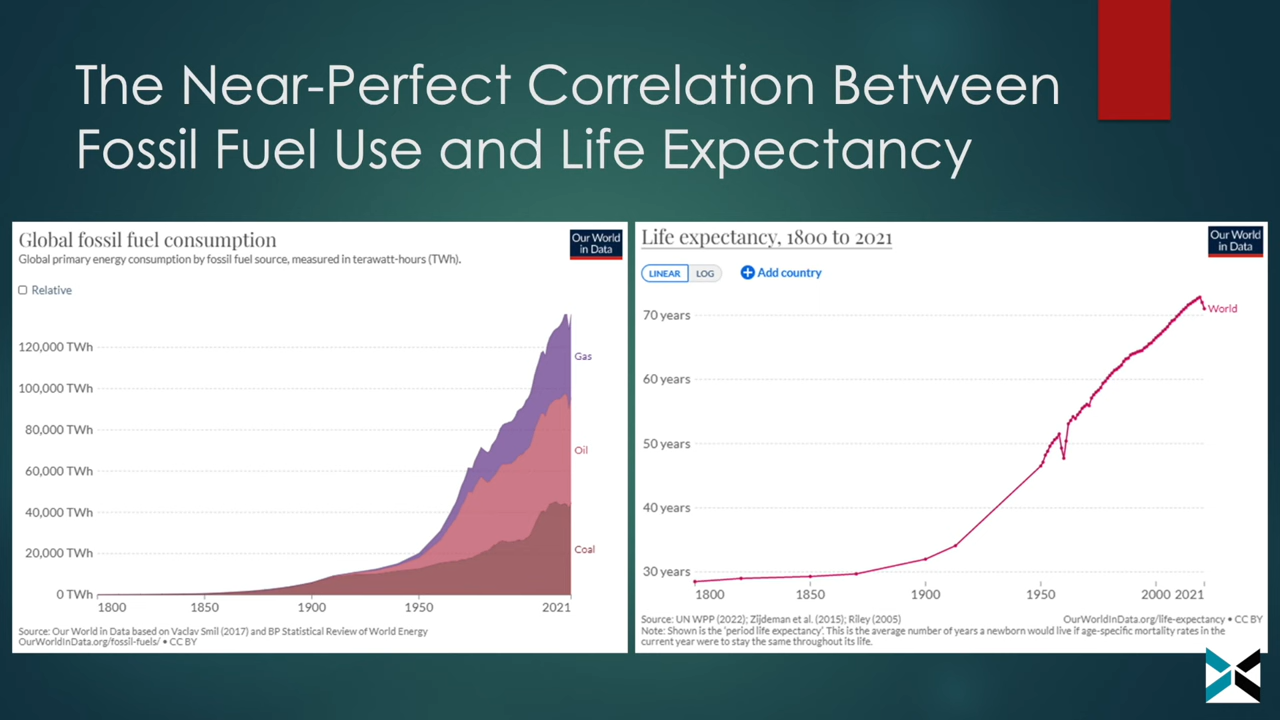 The Near-Perfect Correlation Between
Fossil Fuel Use and Life Expectancy
Global fossil fuel consumption
Global primary energy consumption by fossil fuel source, measured in terawatt-hours (TWh).
Our World
in Data
Relative
120,000 TWh
100,000 TWh
80,000 TWh
60,000 TWh
40,000 TWh
20,000 TWh
0 TWh
Gas
Oil
Coal
1800 1850 1900 1950 2021
Source: Our World in Data based on Vaclav Smil (2017) and BP Statistical Review of World Energy
OurWorldInData.org/fossil-fuels/ • CC BY
Life expectancy, 1800 to 2021
Our World
in Data
LINEAR LOG Add country
70 years
60 years
50 years
40 years
30 years
World
1800 1850 1900 1950 2000 2021
Source: UN WPP (2022); Zijdeman et al. (2015); Riley (2005) OurWorldInData.org/life-expectancy • CC BY
Note: Shown is the 'period life expectancy'. This is the average number of years a newborn would live if age-specific mortality rates in the
current year were to stay the same throughout its life.